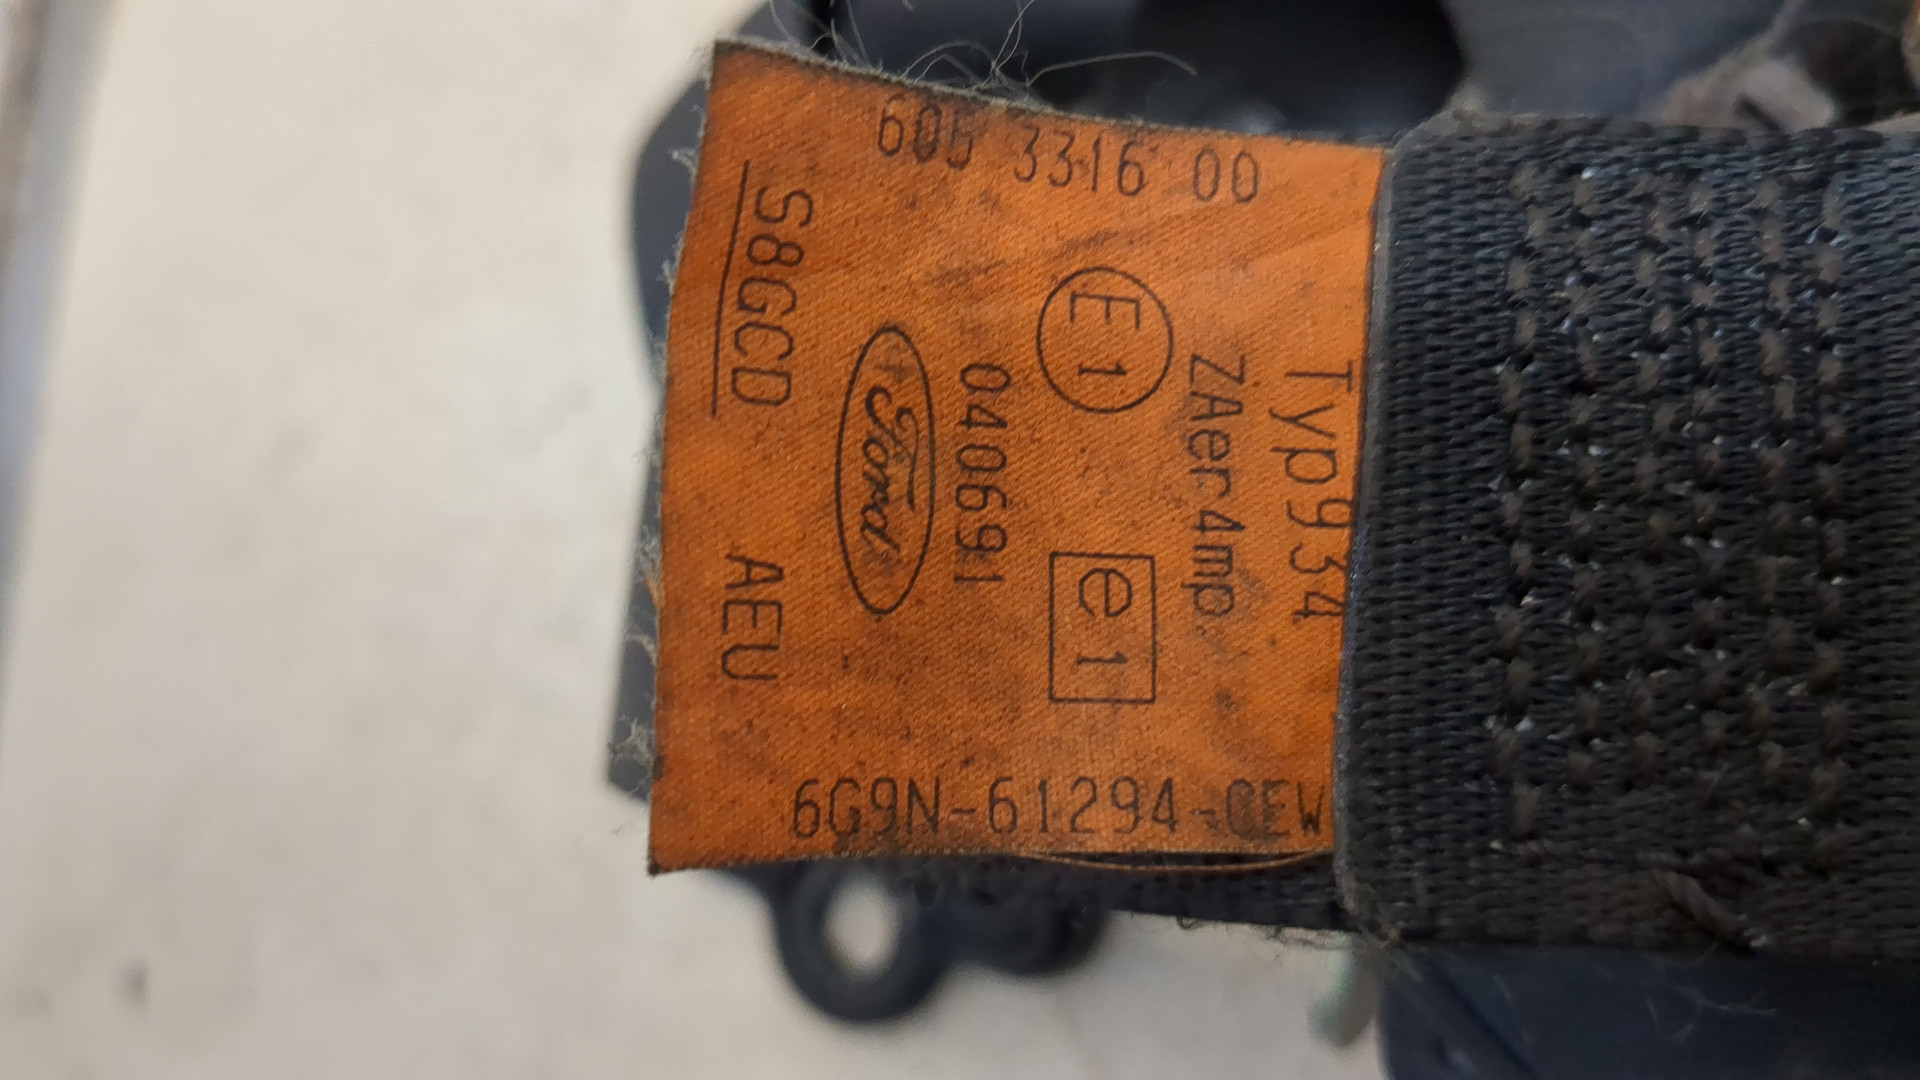 605 3316 00
Typ934
ZAer4mp
E1
e1
040691
Ford
S8GCD
AEU
6G9N-61294-CEW